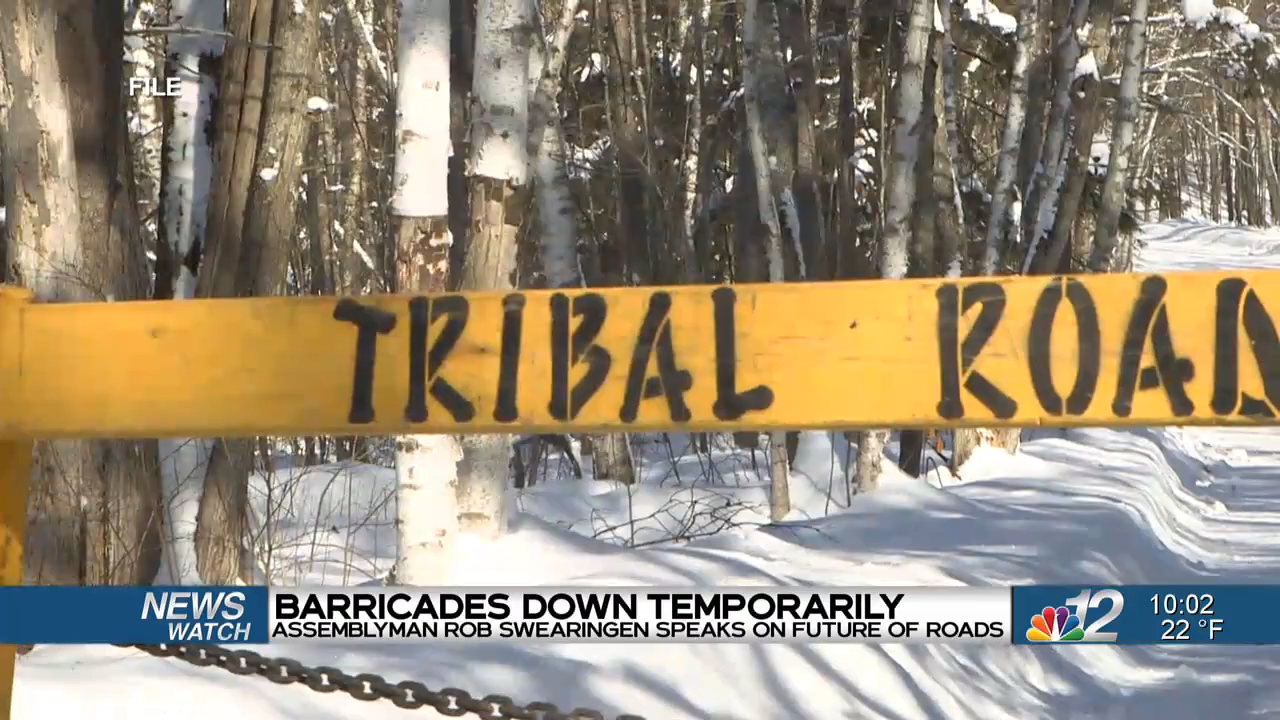 FILE
TRIBAL ROAD
NEWS WATCH
BARRICADES DOWN TEMPORARILY
ASSEMBLYMAN ROB SWEARINGEN SPEAKS ON FUTURE OF ROADS
12
10:02
22 °F